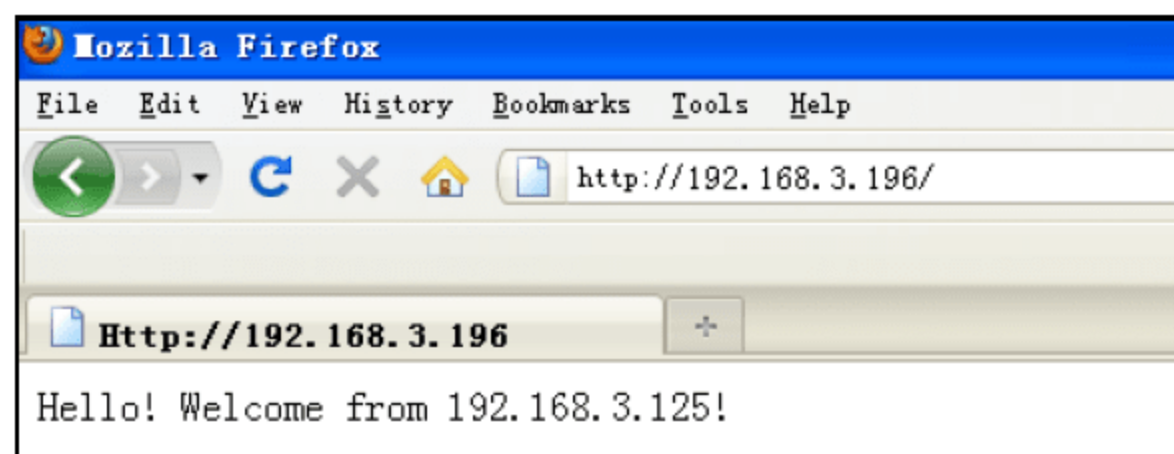 Mozilla Firefox
File Edit View History Bookmarks Tools Help
http://192.168.3.196/
Http://192.168.3.196
Hello! Welcome from 192.168.3.125!